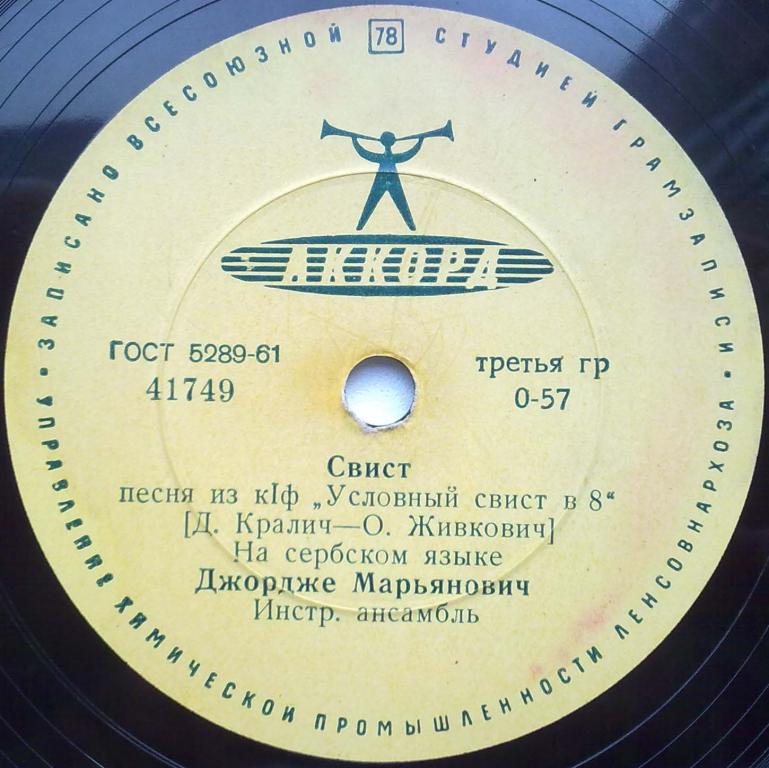 • ЗАПИСАНО ВСЕСОЮЗНОЙ 78 СТУДИЕЙ ГРАМЗАПИСИ •
АККОРД
ГОСТ 5289-61
41749
третья гр
0-57
Свист
песня из кIф „Условный свист в 8“
[Д. Кралич—О. Живкович]
На сербском языке
Джордже Марьянович
Инстр. ансамбль
УПРАВЛЕНИЕ ХИМИЧЕСКОЙ ПРОМЫШЛЕННОСТИ ЛЕНСОВНАРХОЗА